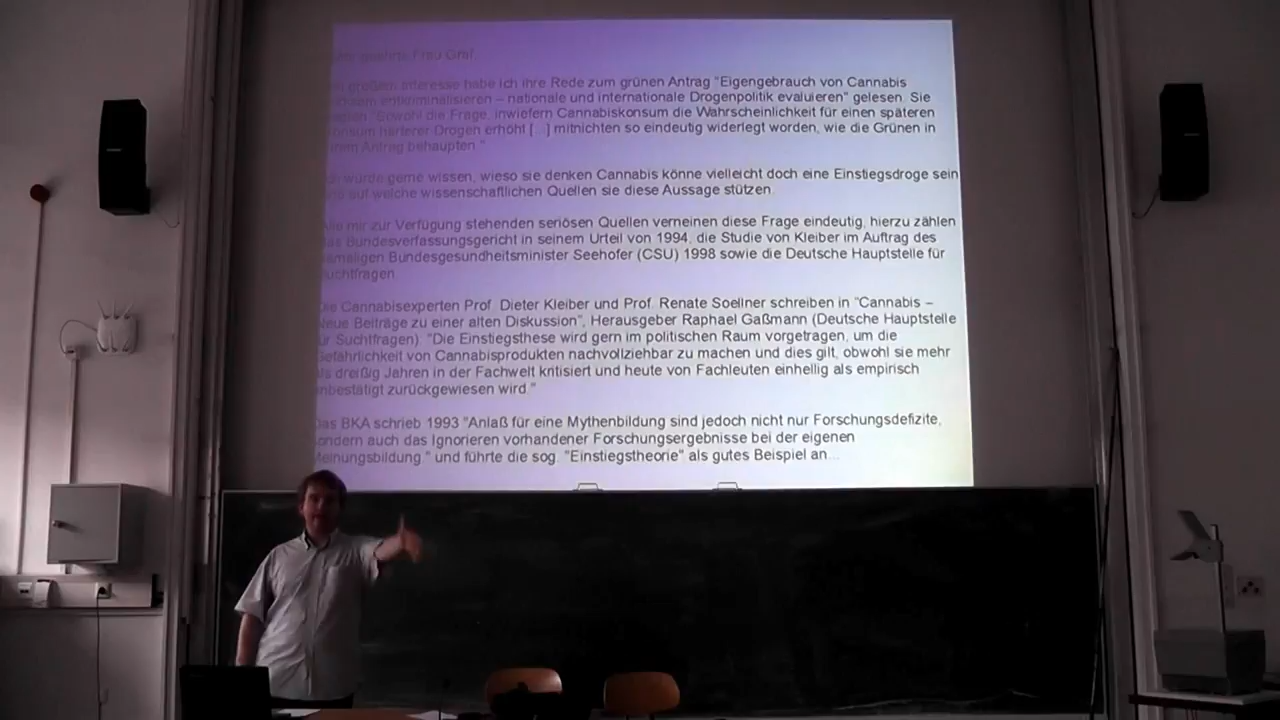 geehrte Frau Graf,
großem Interesse habe ich ihre Rede zum grünen Antrag "Eigengebrauch von Cannabis
entkriminalisieren – nationale und internationale Drogenpolitik evaluieren" gelesen. Sie
"Sowohl die Frage, inwiefern Cannabiskonsum die Wahrscheinlichkeit für einen späteren
härterer Drogen erhöht [...] mitnichten so eindeutig widerlegt worden, wie die Grünen in
Antrag behaupten."
würde gerne wissen, wieso sie denken Cannabis könne vielleicht doch eine Einstiegsdroge sein
auf welche wissenschaftlichen Quellen sie diese Aussage stützen.
mir zur Verfügung stehenden seriösen Quellen verneinen diese Frage eindeutig, hierzu zählen
das Bundesverfassungsgericht in seinem Urteil von 1994, die Studie von Kleiber im Auftrag des
damaligen Bundesgesundheitsminister Seehofer (CSU) 1998 sowie die Deutsche Hauptstelle für
Suchtfragen.
Die Cannabisexperten Prof. Dieter Kleiber und Prof. Renate Soellner schreiben in "Cannabis –
Neue Beiträge zu einer alten Diskussion", Herausgeber Raphael Gaßmann (Deutsche Hauptstelle
für Suchtfragen): "Die Einstiegsthese wird gern im politischen Raum vorgetragen, um die
Gefährlichkeit von Cannabisprodukten nachvollziehbar zu machen und dies gilt, obwohl sie mehr
als dreißig Jahren in der Fachwelt kritisiert und heute von Fachleuten einhellig als empirisch
unbestätigt zurückgewiesen wird."
Das BKA schrieb 1993 "Anlaß für eine Mythenbildung sind jedoch nicht nur Forschungsdefizite,
sondern auch das Ignorieren vorhandener Forschungsergebnisse bei der eigenen
Meinungsbildung." und führte die sog. "Einstiegstheorie" als gutes Beispiel an...